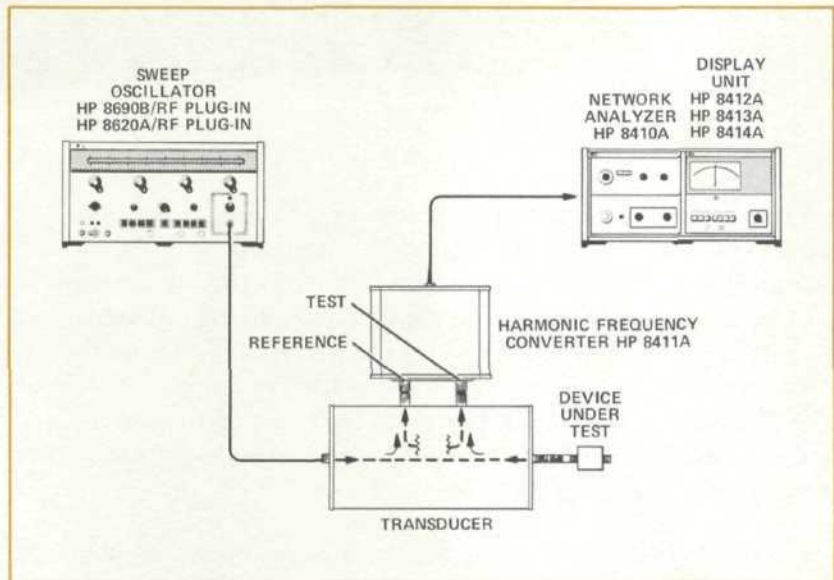 SWEEP
OSCILLATOR
HP 8690B/RF PLUG-IN
HP 8620A/RF PLUG-IN
NETWORK
ANALYZER
HP 8410A
DISPLAY
UNIT
HP 8412A
HP 8413A
HP 8414A
TEST
REFERENCE
HARMONIC FREQUENCY
CONVERTER HP 8411A
DEVICE
UNDER
TEST
TRANSDUCER